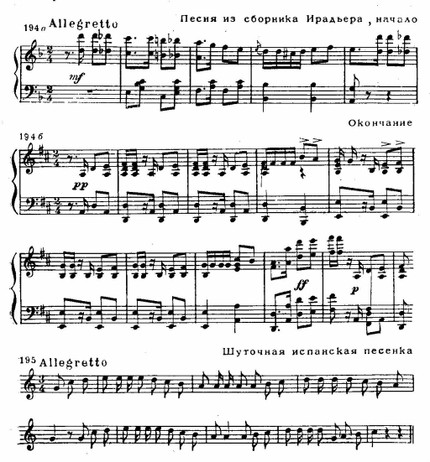 194а Allegretto Песня из сборника Ирадьера, начало
mf
Окончание
194б
pp
ff
p
Шуточная испанская песенка
195 Allegretto